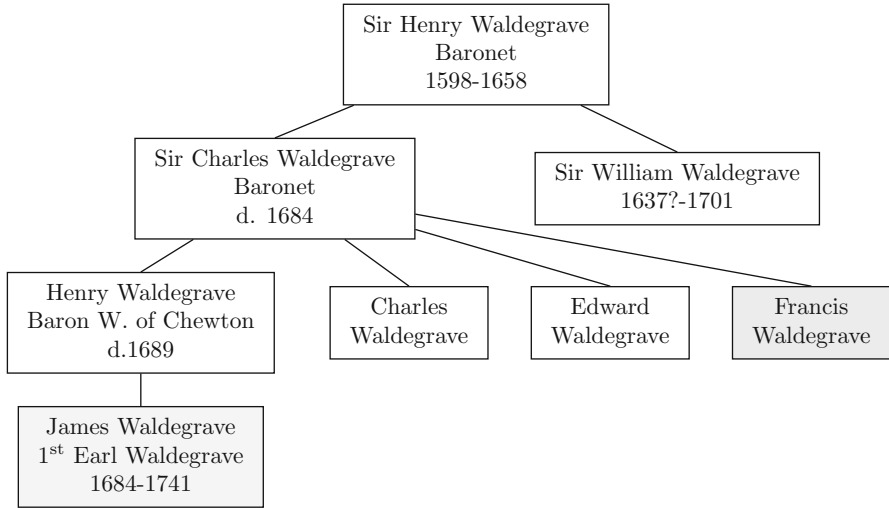 Sir Henry Waldegrave
Baronet
1598-1658
Sir Charles Waldegrave
Baronet
d. 1684
Sir William Waldegrave
1637?-1701
Henry Waldegrave
Baron W. of Chewton
d.1689
Charles
Waldegrave
Edward
Waldegrave
Francis
Waldegrave
James Waldegrave
1st Earl Waldegrave
1684-1741